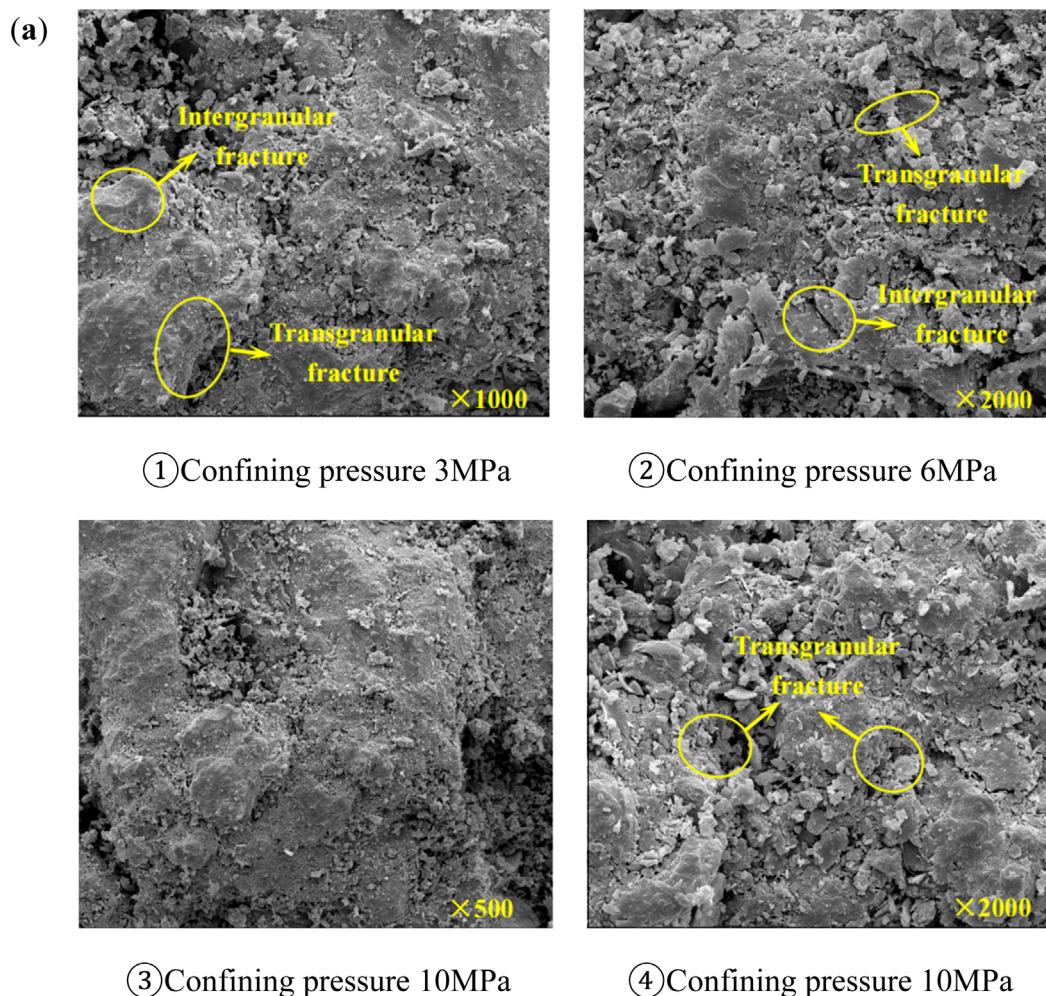 (a)
Intergranular
fracture
Transgranular
fracture
×1000
Transgranular
fracture
Intergranular
fracture
×2000
①Confining pressure 3MPa
②Confining pressure 6MPa
×500
Transgranular
fracture
×2000
③Confining pressure 10MPa
④Confining pressure 10MPa